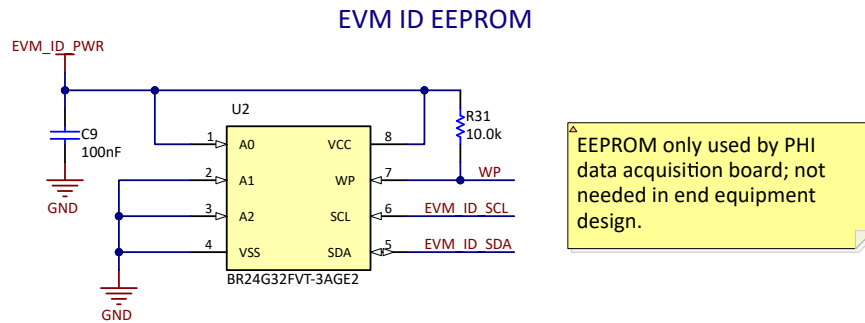 EVM ID EEPROM
EVM_ID_PWR
C9
100nF
GND
U2
1 A0 VCC 8
2 A1 WP 7
3 A2 SCL 6
4 VSS SDA 5
BR24G32FVT-3AGE2
GND
R31
10.0k
WP
EVM_ID_SCL
EVM_ID_SDA
EEPROM only used by PHI
data acquisition board; not
needed in end equipment
design.